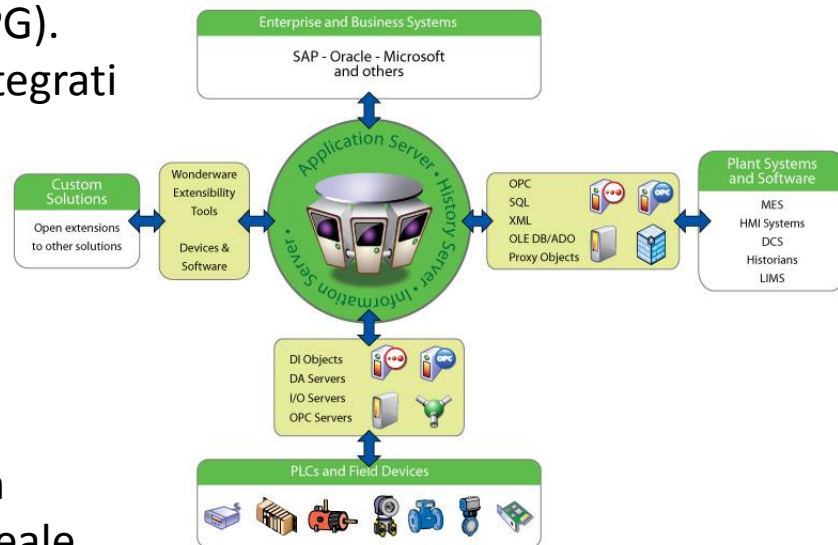 PG).
tegrati
Enterprise and Business Systems
SAP - Oracle - Microsoft
and others
Application Server • History Server • Information Server •
Custom
Solutions
Open extensions
to other solutions
Wonderware
Extensibility
Tools
Devices &
Software
OPC
SQL
XML
OLE DB/ADO
Proxy Objects
OPC
Plant Systems
and Software
MES
HMI Systems
DCS
Historians
LIMS
DI Objects
DA Servers
I/O Servers
OPC Servers
OPC
PLCs and Field Devices
eale